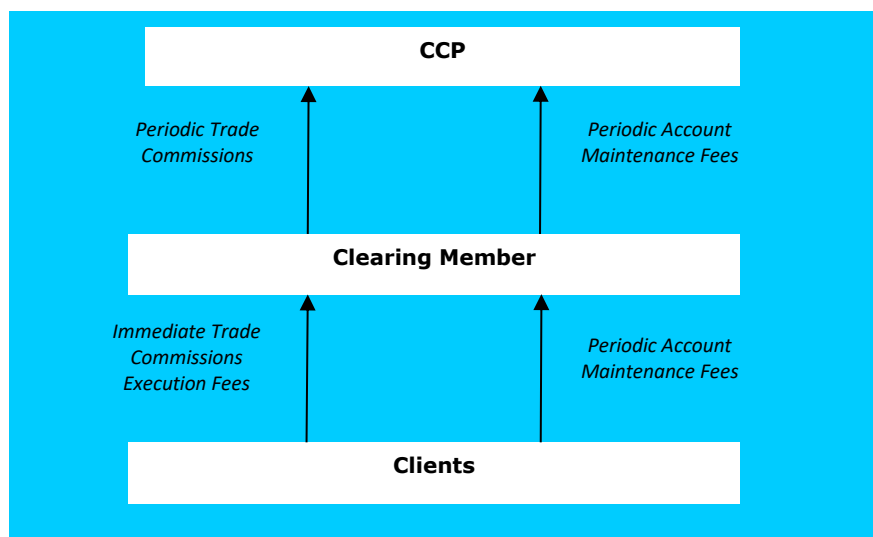 CCP
Periodic Trade
Commissions
Periodic Account
Maintenance Fees
Clearing Member
Immediate Trade
Commissions
Execution Fees
Periodic Account
Maintenance Fees
Clients